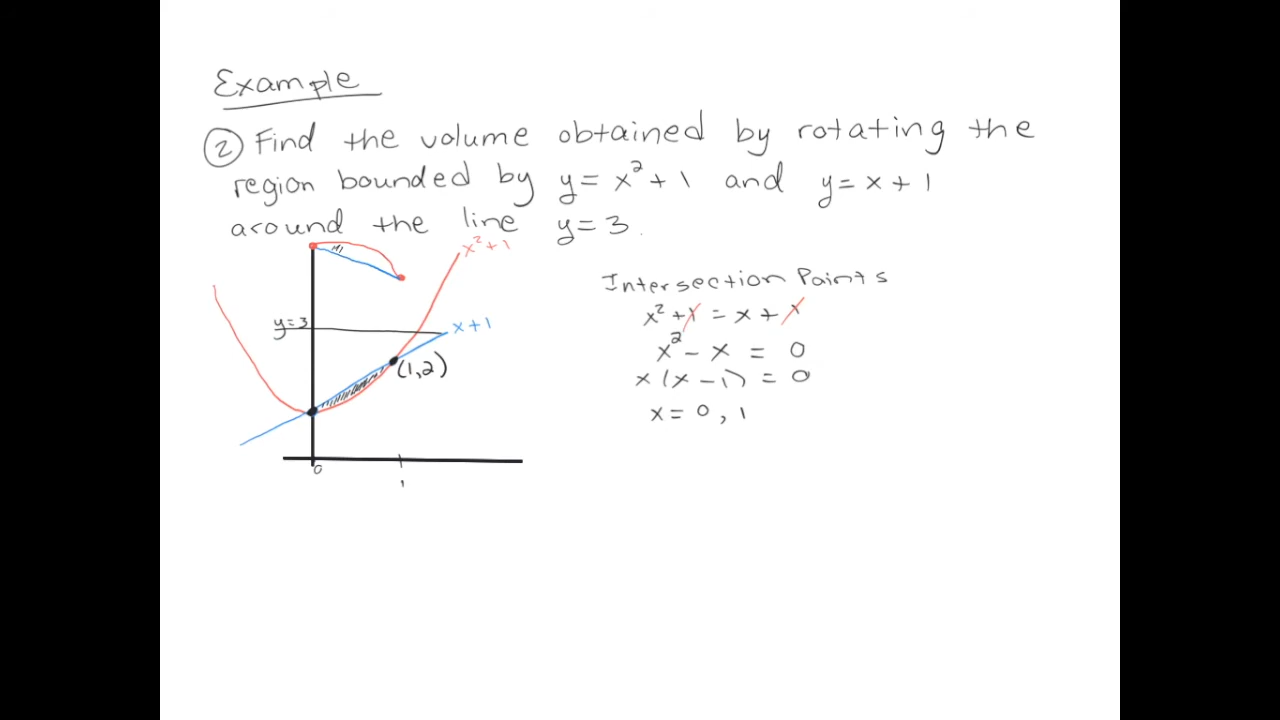 Example
② Find the volume obtained by rotating the
region bounded by y = x² + 1 and y = x + 1
around the line y = 3.
x² + 1
y = 3
x + 1
(1,2)
0
1
Intersection Points
x² + 1 = x + 1
x² - x = 0
x (x - 1) = 0
x = 0, 1